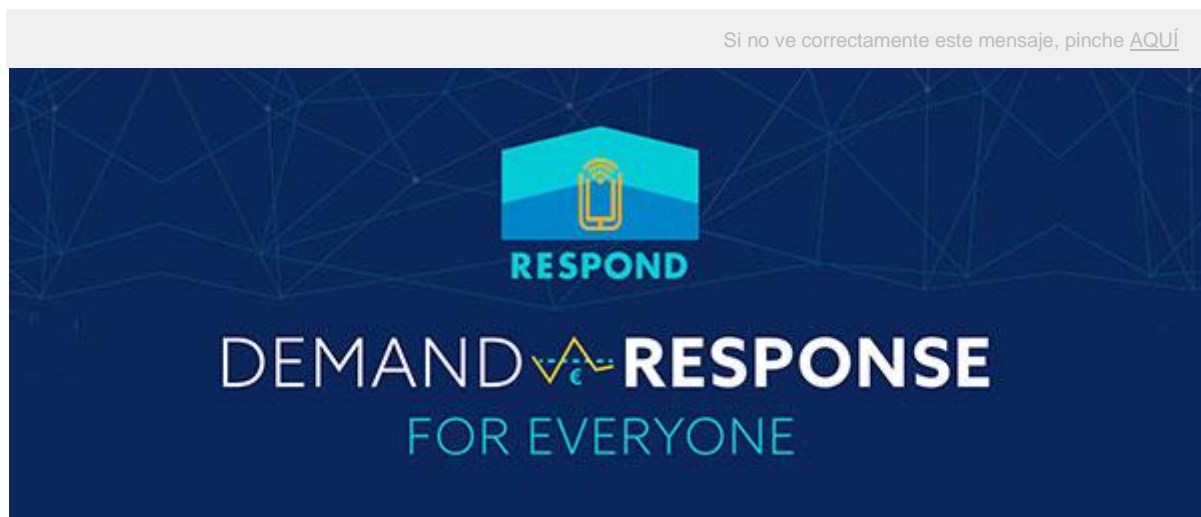 Si no ve correctamente este mensaje, pinche AQUÍ
RESPOND
DEMAND € RESPONSE
FOR EVERYONE